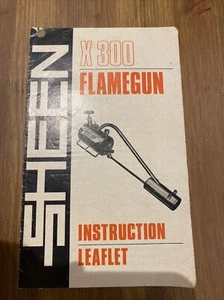 SHEEN
X 300
FLAMEGUN
INSTRUCTION
LEAFLET